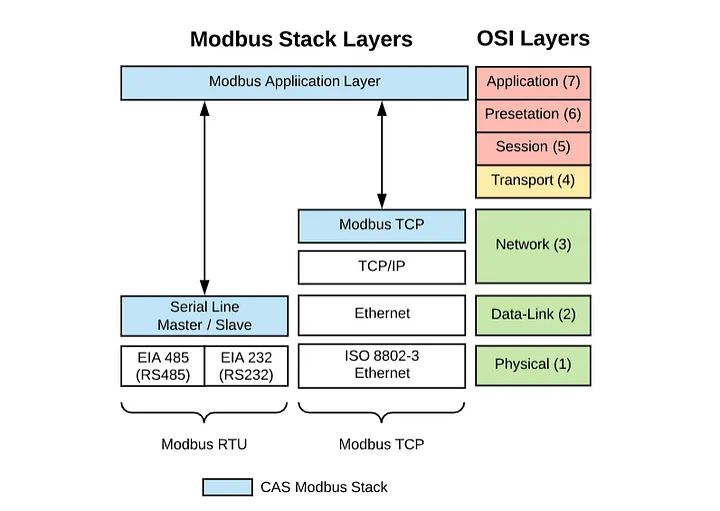 Modbus Stack Layers
OSI Layers
Modbus Appliication Layer
Application (7)
Presetation (6)
Session (5)
Transport (4)
Modbus TCP
Network (3)
TCP/IP
Serial Line
Master / Slave
Ethernet
Data-Link (2)
EIA 485
(RS485)
EIA 232
(RS232)
ISO 8802-3
Ethernet
Physical (1)
Modbus RTU
Modbus TCP
CAS Modbus Stack